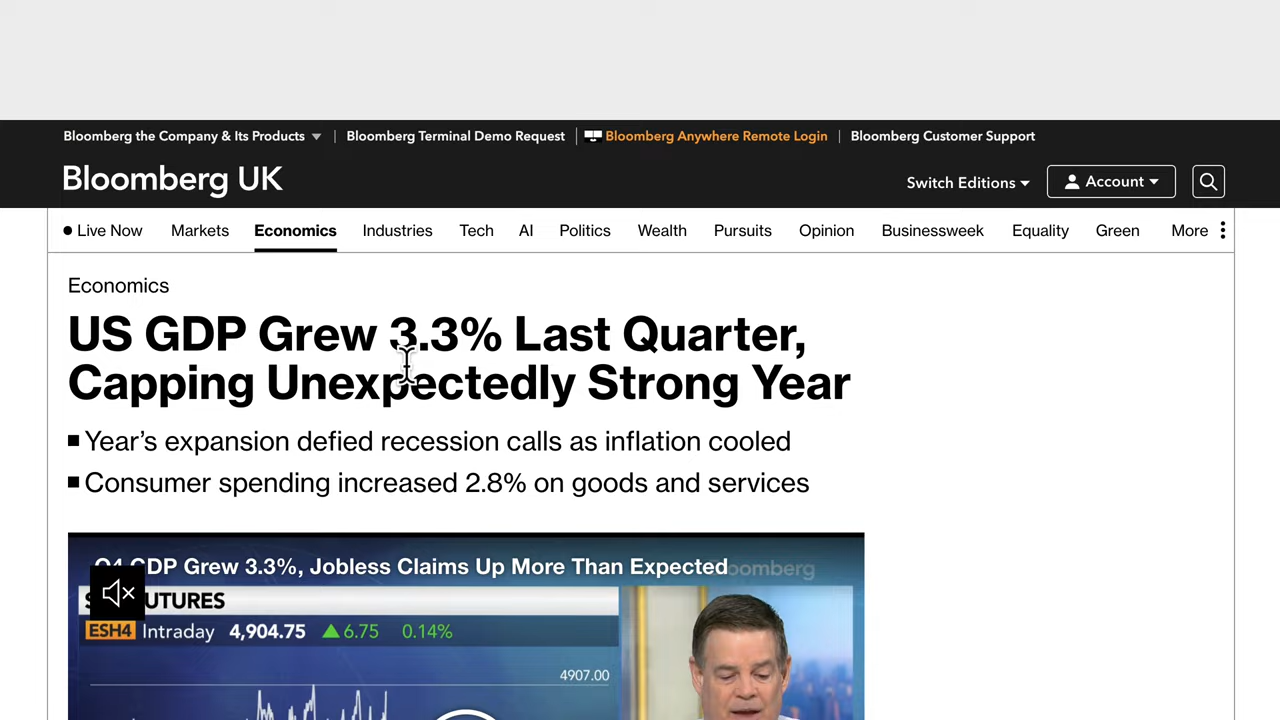 Bloomberg the Company & Its Products
Bloomberg Terminal Demo Request
Bloomberg Anywhere Remote Login
Bloomberg Customer Support
Bloomberg UK
Switch Editions
Account
Live Now
Markets
Economics
Industries
Tech
AI
Politics
Wealth
Pursuits
Opinion
Businessweek
Equality
Green
More
Economics
US GDP Grew 3.3% Last Quarter,
Capping Unexpectedly Strong Year
Year's expansion defied recession calls as inflation cooled
Consumer spending increased 2.8% on goods and services
Q4 GDP Grew 3.3%, Jobless Claims Up More Than Expected
oomberg
UTURES
ESH4 Intraday 4,904.75 ▲6.75 0.14%
4907.00